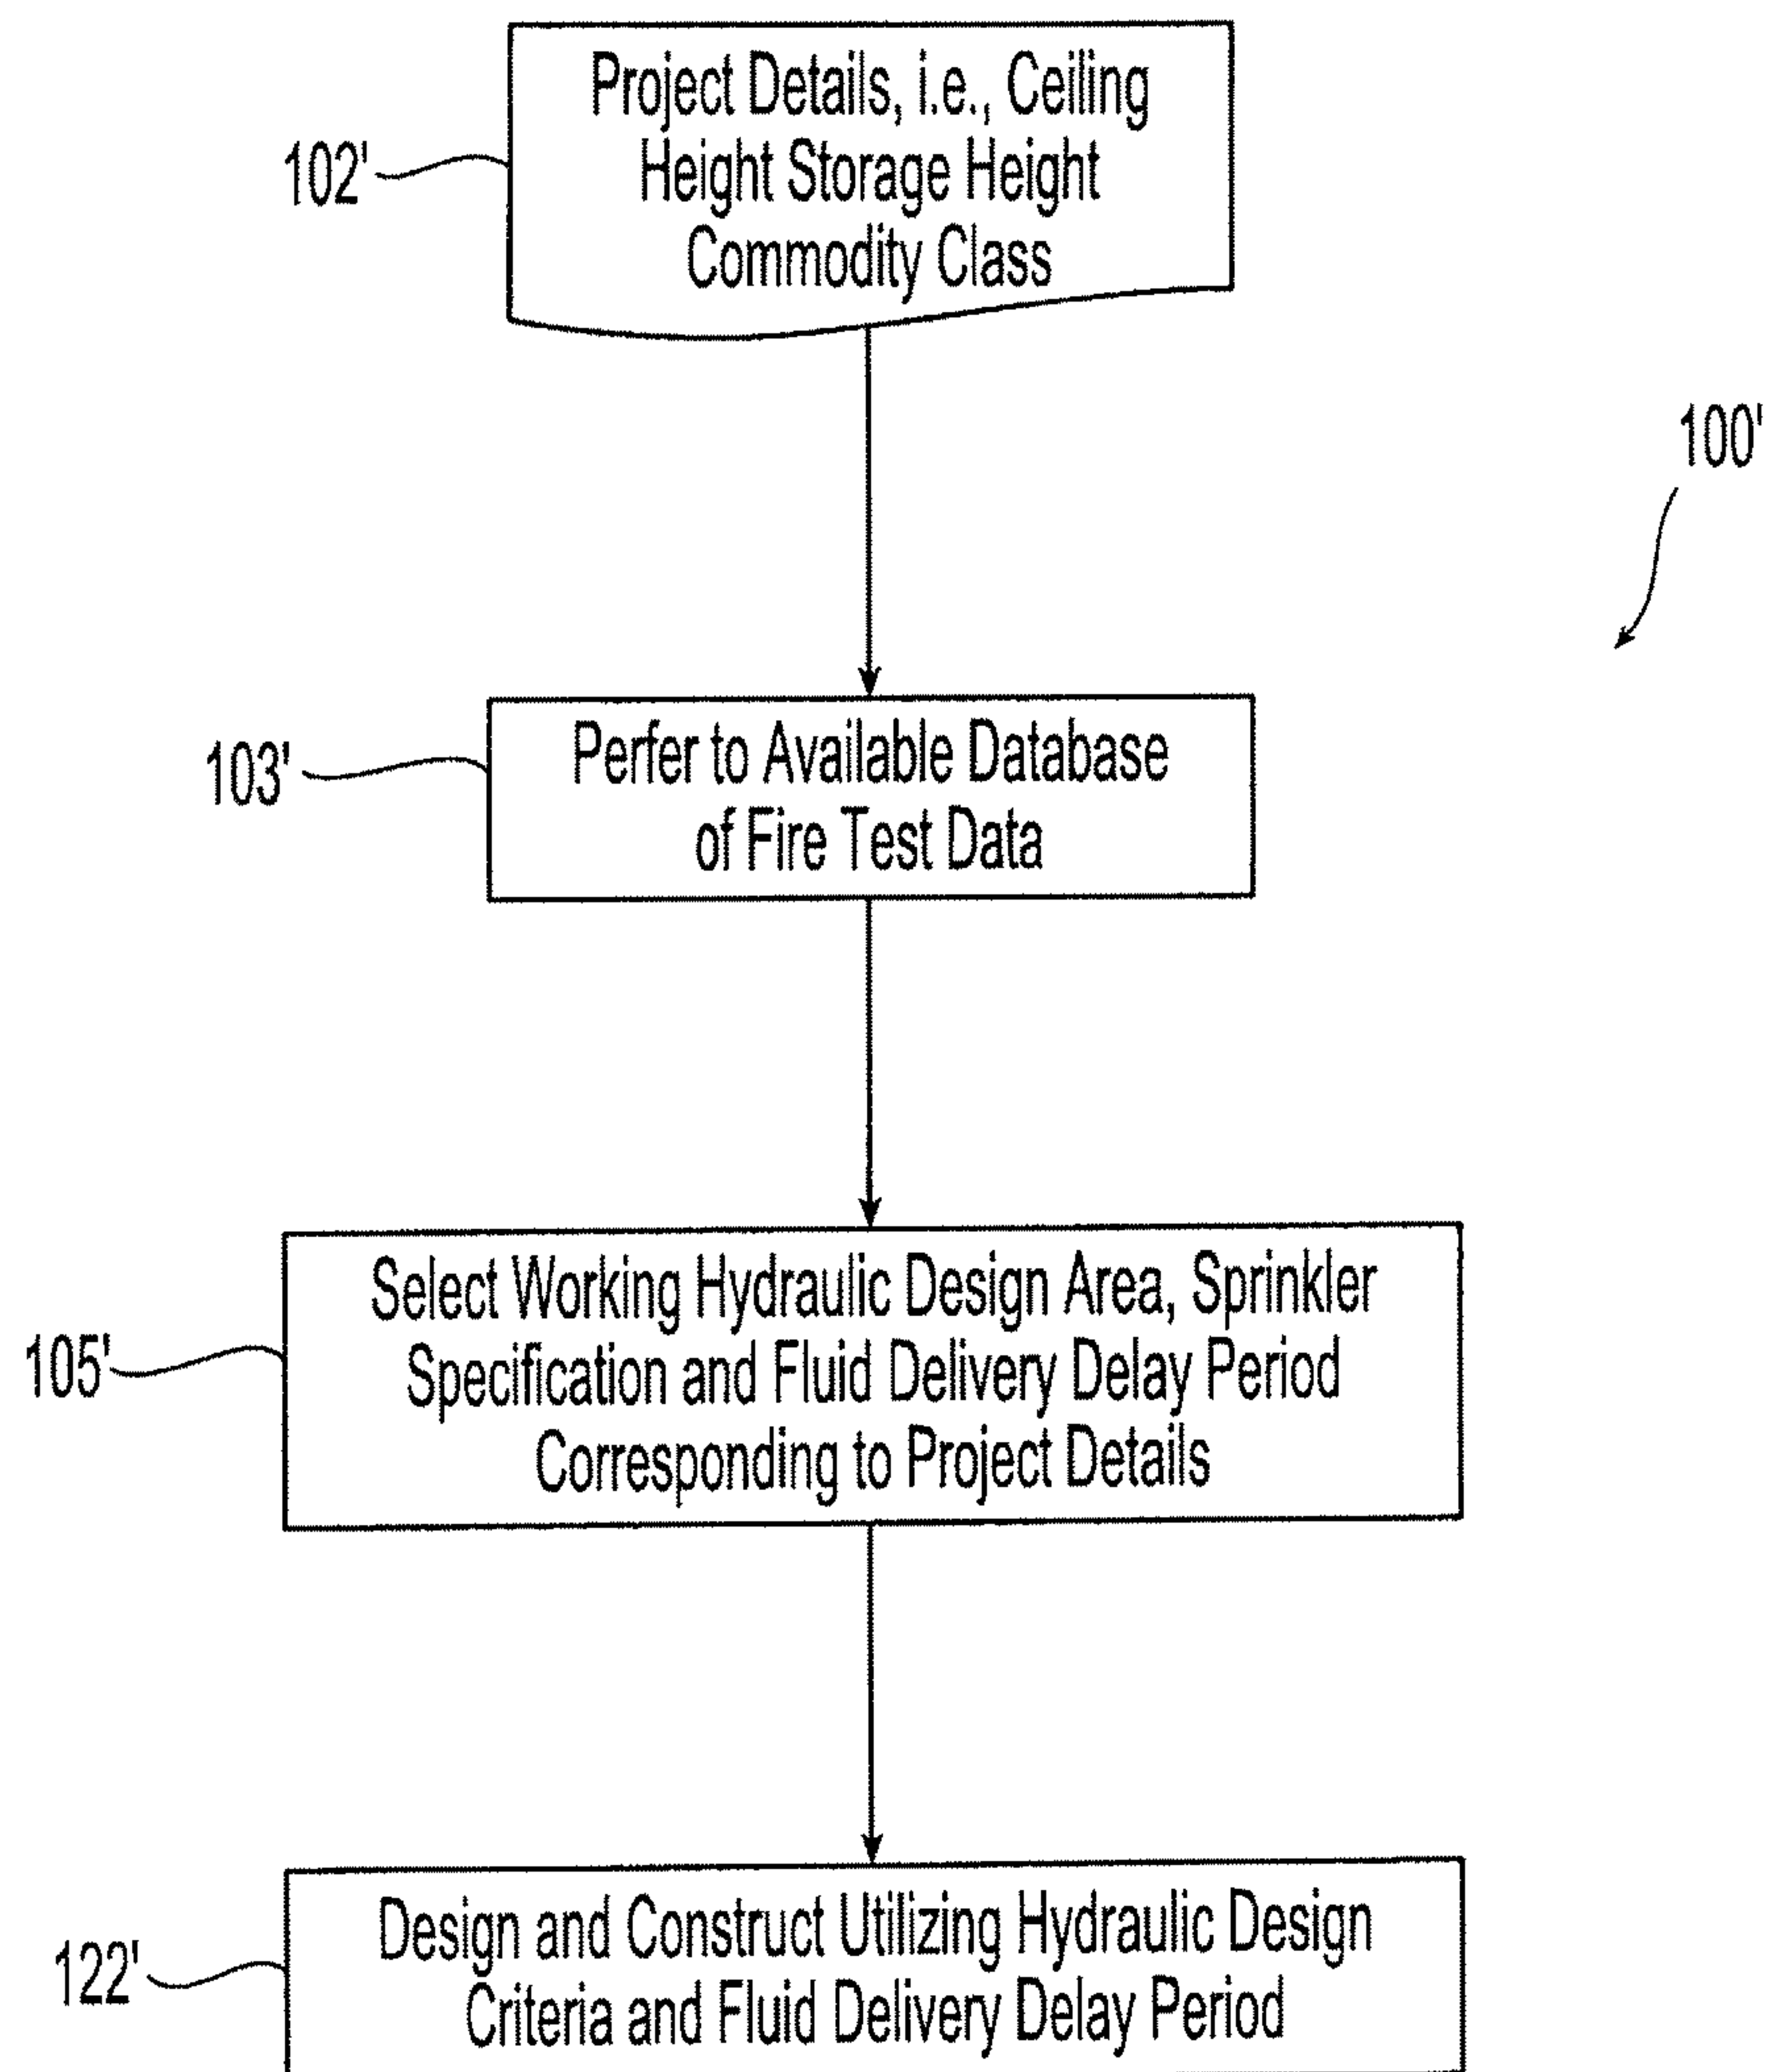 Project Details, i.e., Ceiling
Height Storage Height
Commodity Class
102'
100'
Perfer to Available Database
of Fire Test Data
103'
Select Working Hydraulic Design Area, Sprinkler
Specification and Fluid Delivery Delay Period
Corresponding to Project Details
105'
Design and Construct Utilizing Hydraulic Design
Criteria and Fluid Delivery Delay Period
122'